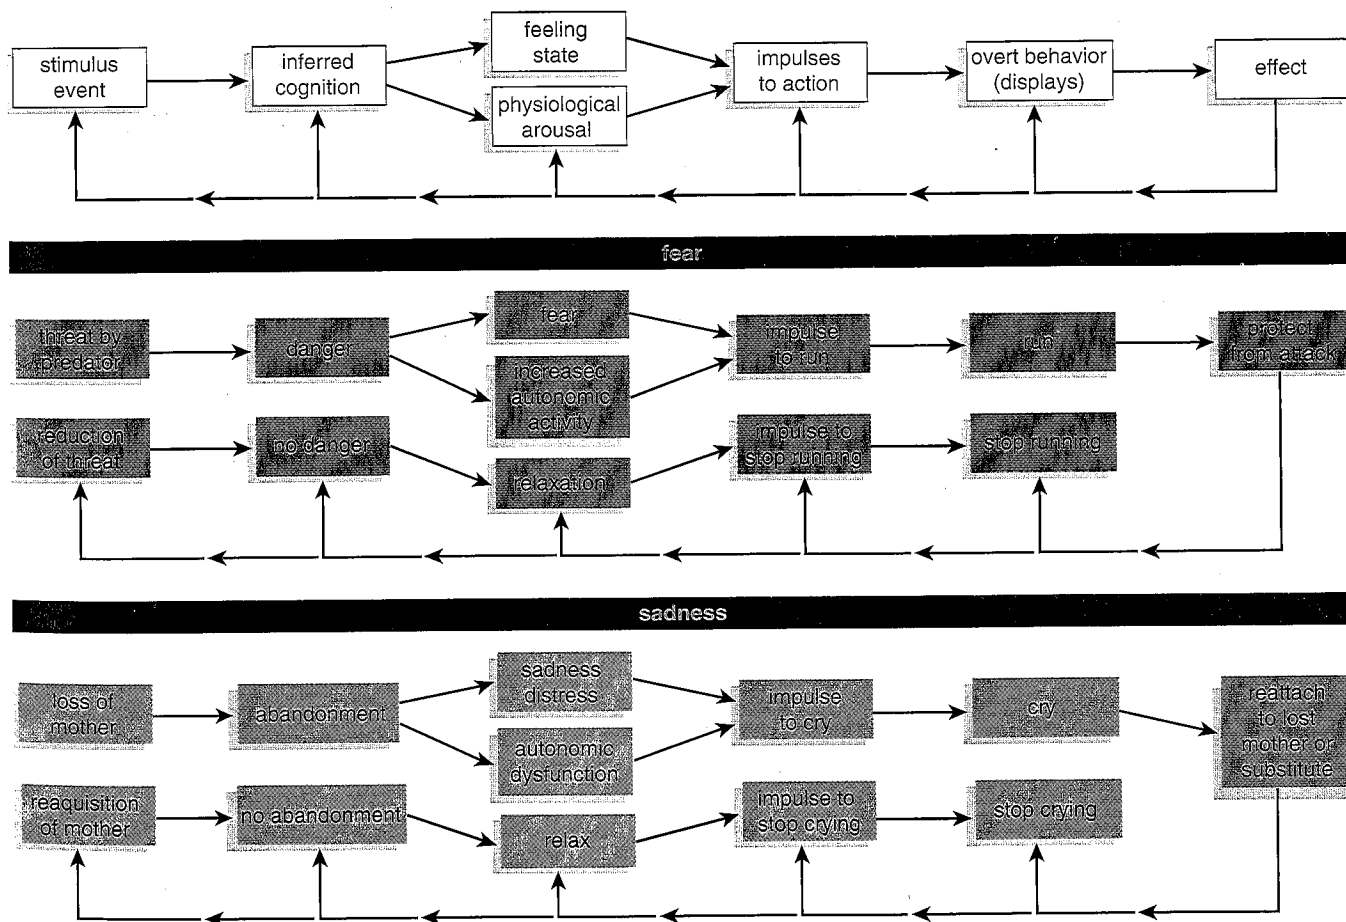 stimulus
event
inferred
cognition
feeling
state
physiological
arousal
impulses
to action
overt behavior
(displays)
effect
fear
threat by
predator
danger
fear
increased
autonomic
activity
impulse
to run
run
protect
from attack
reduction
of threat
no danger
relaxation
impulse to
stop running
stop running
sadness
loss of
mother
abandonment
sadness
distress
autonomic
dysfunction
impulse
to cry
cry
reattach
to lost
mother or
substitute
reaquisition
of mother
no abandonment
relax
impulse to
stop crying
stop crying